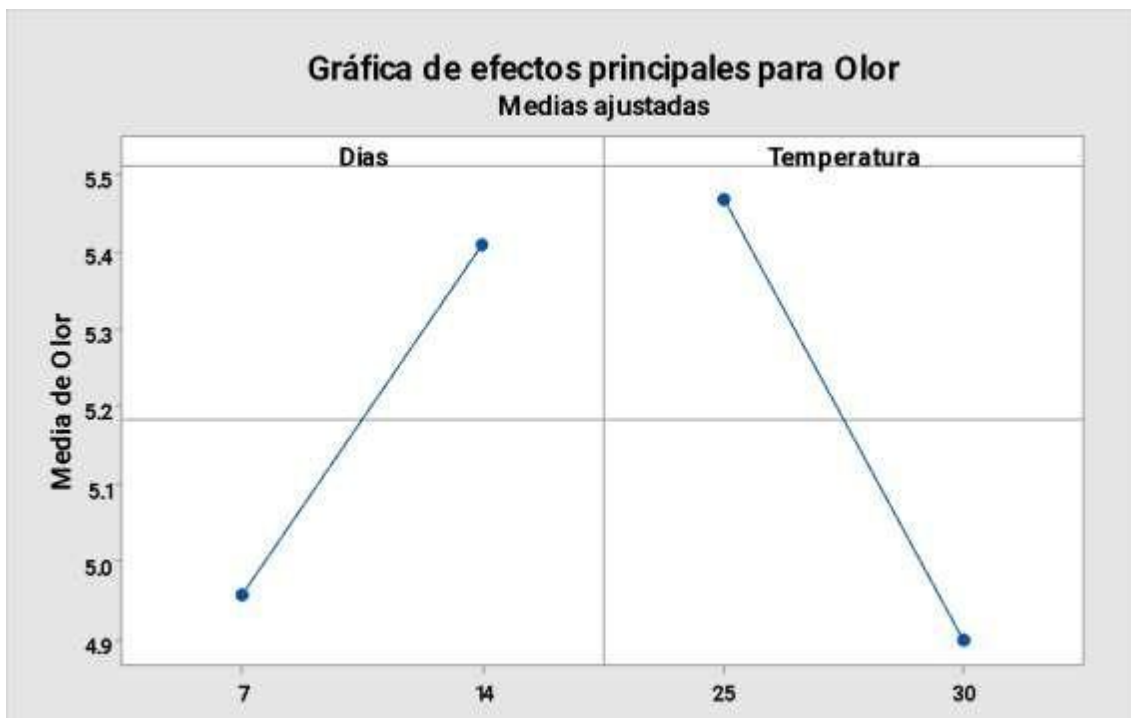 Gráfica de efectos principales para Olor
Medias ajustadas
Dias Temperatura
Media de Olor
5.5
5.4
5.3
5.2
5.1
5.0
4.9
7 14 25 30